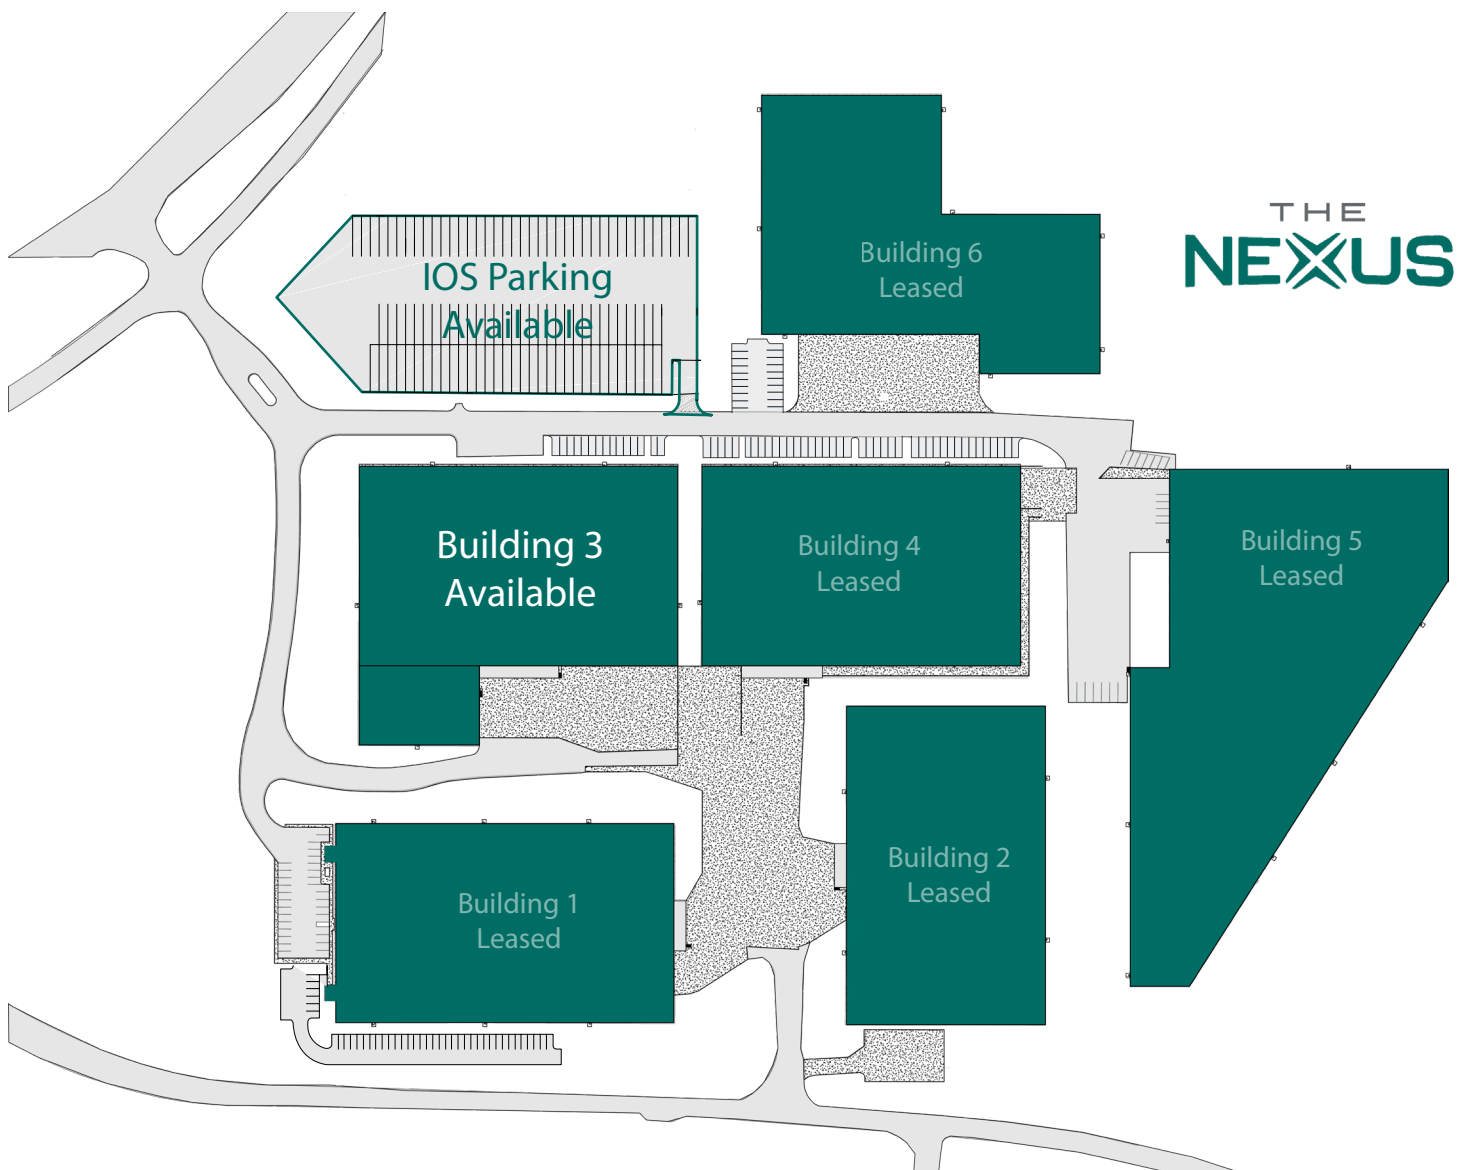 THE
NEXUS
Building 6
Leased
IOS Parking
Available
Building 3
Available
Building 4
Leased
Building 5
Leased
Building 2
Leased
Building 1
Leased